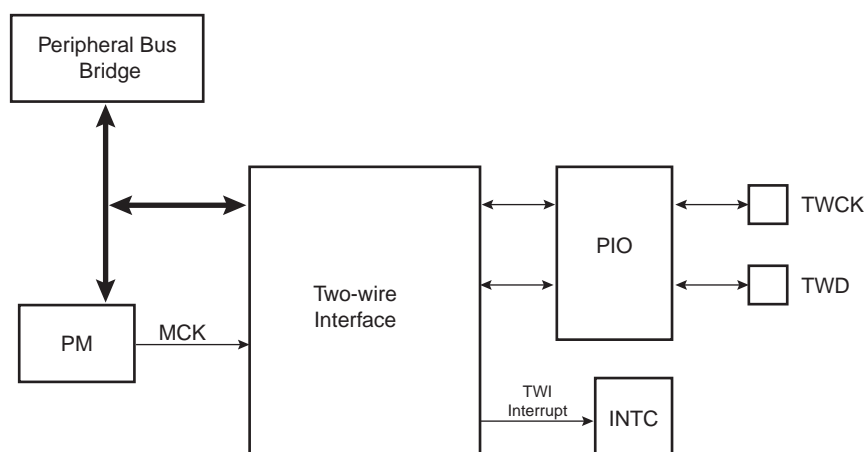 Peripheral Bus
Bridge
TWCK
PIO
TWD
Two-wire
Interface
PM
MCK
TWI
Interrupt
INTC